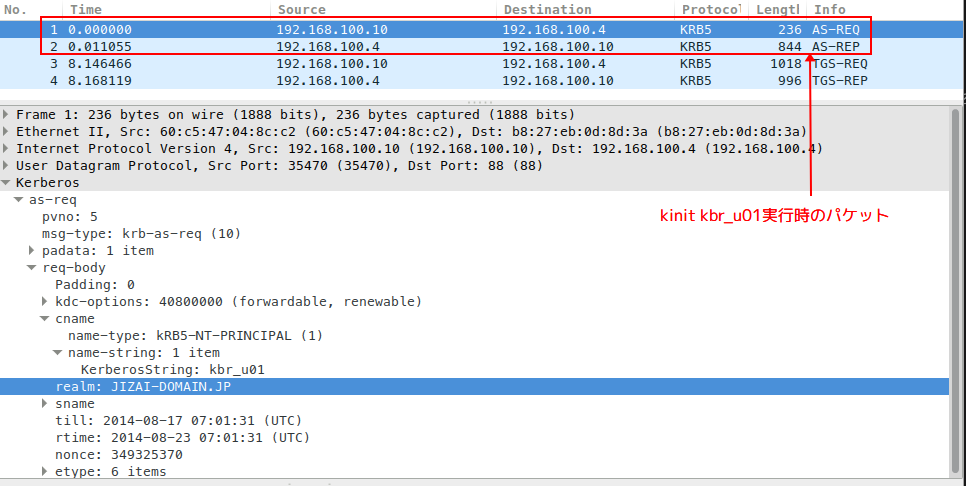 No. Time Source Destination Protocol Length Info
1 0.000000 192.168.100.10 192.168.100.4 KRB5 236 AS-REQ
2 0.011055 192.168.100.4 192.168.100.10 KRB5 844 AS-REP
3 8.146466 192.168.100.10 192.168.100.4 KRB5 1018 TGS-REQ
4 8.168119 192.168.100.4 192.168.100.10 KRB5 996 TGS-REP
Frame 1: 236 bytes on wire (1888 bits), 236 bytes captured (1888 bits)
Ethernet II, Src: 60:c5:47:04:8c:c2 (60:c5:47:04:8c:c2), Dst: b8:27:eb:0d:8d:3a (b8:27:eb:0d:8d:3a)
Internet Protocol Version 4, Src: 192.168.100.10 (192.168.100.10), Dst: 192.168.100.4 (192.168.100.4)
User Datagram Protocol, Src Port: 35470 (35470), Dst Port: 88 (88)
Kerberos
as-req
pvno: 5
kinit kbr_u01実行時のパケット
msg-type: krb-as-req (10)
padata: 1 item
req-body
Padding: 0
kdc-options: 40800000 (forwardable, renewable)
cname
name-type: kRB5-NT-PRINCIPAL (1)
name-string: 1 item
KerberosString: kbr_u01
realm: JIZAI-DOMAIN.JP
sname
till: 2014-08-17 07:01:31 (UTC)
rtime: 2014-08-23 07:01:31 (UTC)
nonce: 349325370
etype: 6 items